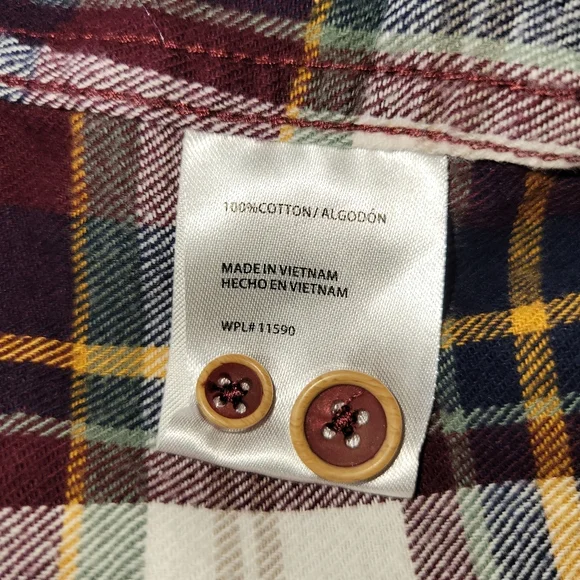 100%COTTON/ALGODÓN
MADE IN VIETNAM
HECHO EN VIETNAM
WPL# 11590